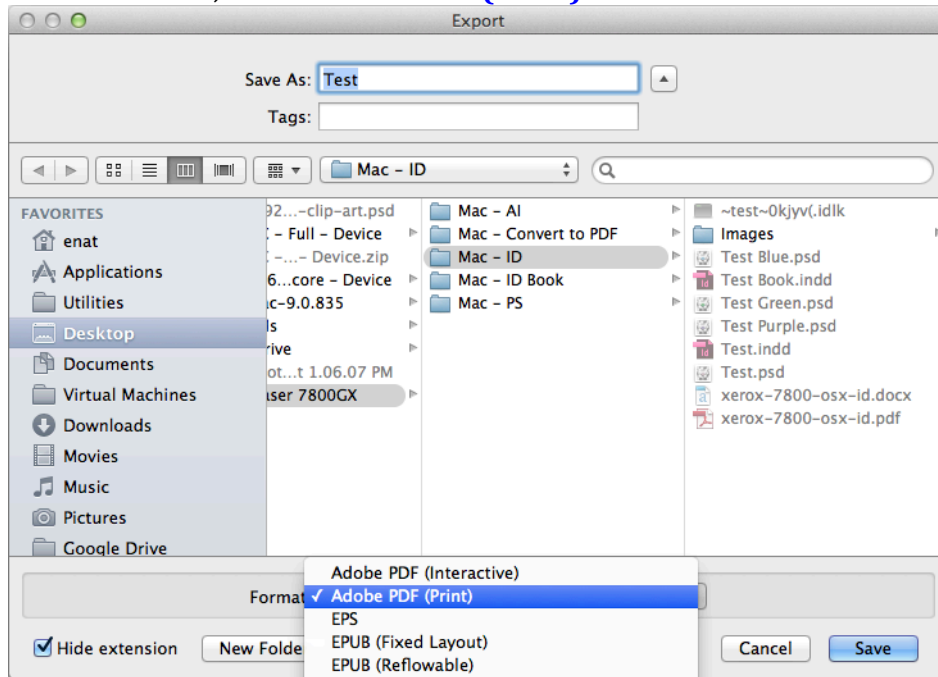 Export
Save As: Test
Tags:
Mac – ID
FAVORITES
enat
Applications
Utilities
Desktop
Documents
Virtual Machines
Downloads
Movies
Music
Pictures
Google Drive
92...-clip-art.psd
– Full – Device
–... – Device.zip
6...core – Device
c-9.0.835
ls
rive
ot...t 1.06.07 PM
ser 7800GX
Mac – AI
Mac – Convert to PDF
Mac – ID
Mac – ID Book
Mac – PS
~test~0kjyv(.idlk
Images
Test Blue.psd
Test Book.indd
Test Green.psd
Test Purple.psd
Test.indd
Test.psd
xerox-7800-osx-id.docx
xerox-7800-osx-id.pdf
Format
Adobe PDF (Interactive)
✓ Adobe PDF (Print)
EPS
EPUB (Fixed Layout)
EPUB (Reflowable)
Hide extension
New Folde
Cancel
Save